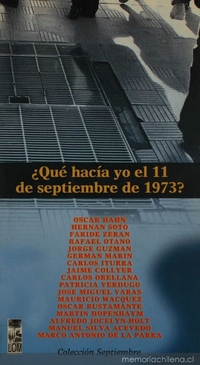 ¿Qué hacía yo el 11
de septiembre de 1973?
OSCAR HAHN
HERNAN SOTO
FARIDE ZERAN
RAFAEL OTANO
JORGE GUZMAN
GERMAN MARIN
CARLOS ITURRA
JAIME COLLYER
CARLOS ORELLANA
PATRICIA VERDUGO
JOSE MIGUEL VARAS
MAURICIO WACQUEZ
OSCAR BUSTAMANTE
MARTIN HOPENHAYM
ALFREDO JOCELYN-HOLT
MANUEL SILVA ACEVEDO
MARCO ANTONIO DE LA PARRA
LOM
Colección Septiembre
www.memoriachilena.cl